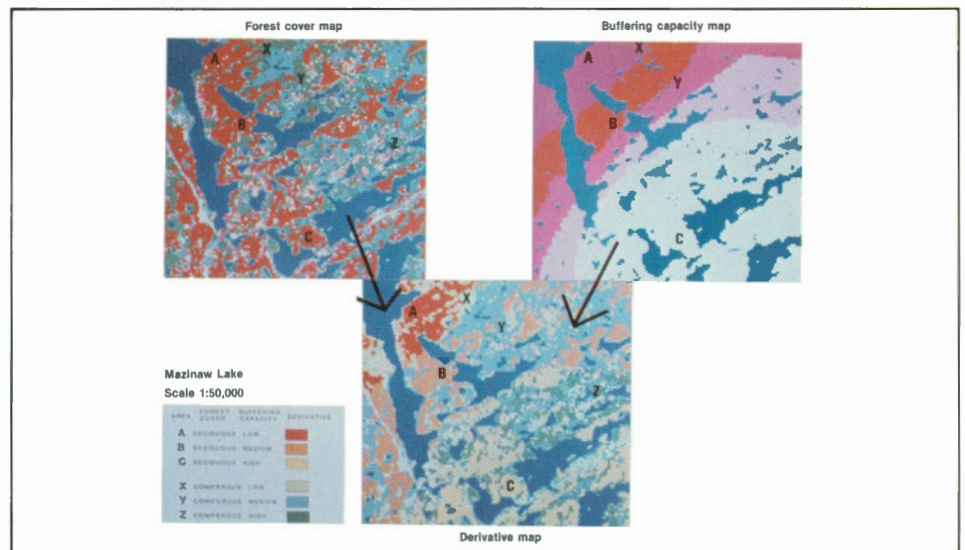 Forest cover map
Buffering capacity map
A
X
Y
B
Z
C
A
X
Y
B
Z
C
A
X
Y
B
Z
C
Mazinaw Lake
Scale 1:50,000
AREA FOREST COVER BUFFERING CAPACITY DERIVATIVE
A DECIDUOUS LOW
B DECIDUOUS MEDIUM
C DECIDUOUS HIGH
X CONIFEROUS LOW
Y CONIFEROUS MEDIUM
Z CONIFEROUS HIGH
Derivative map